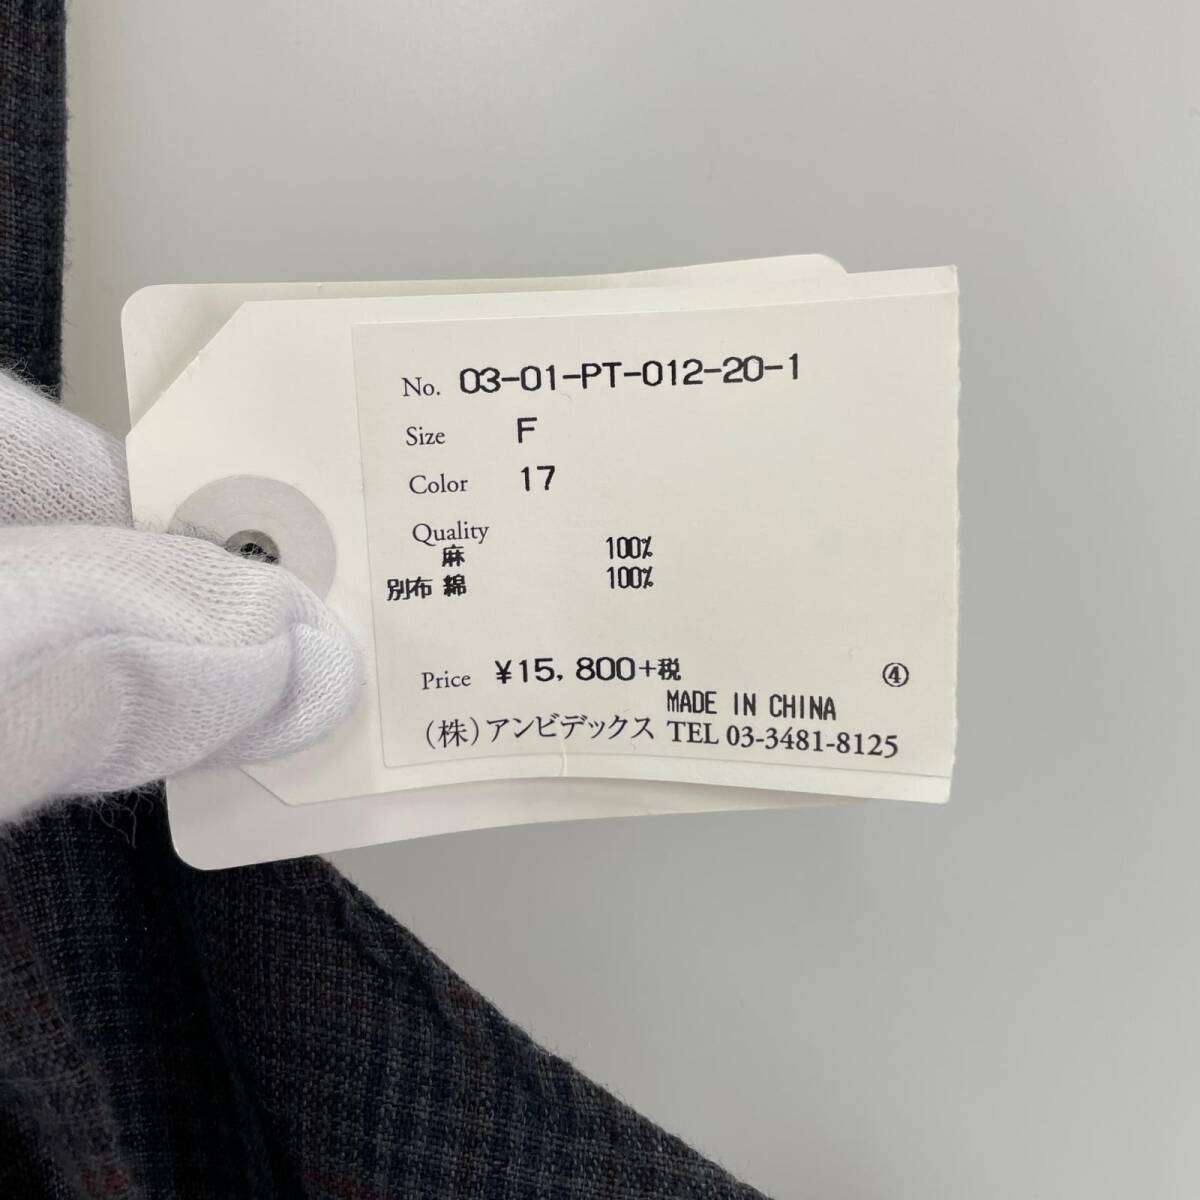 No. 03-01-PT-012-20-1
Size F
Color 17
Quality
麻 100%
別布 綿 100%
Price ¥15,800+税 ④
MADE IN CHINA
(株)アンビデックス TEL 03-3481-8125